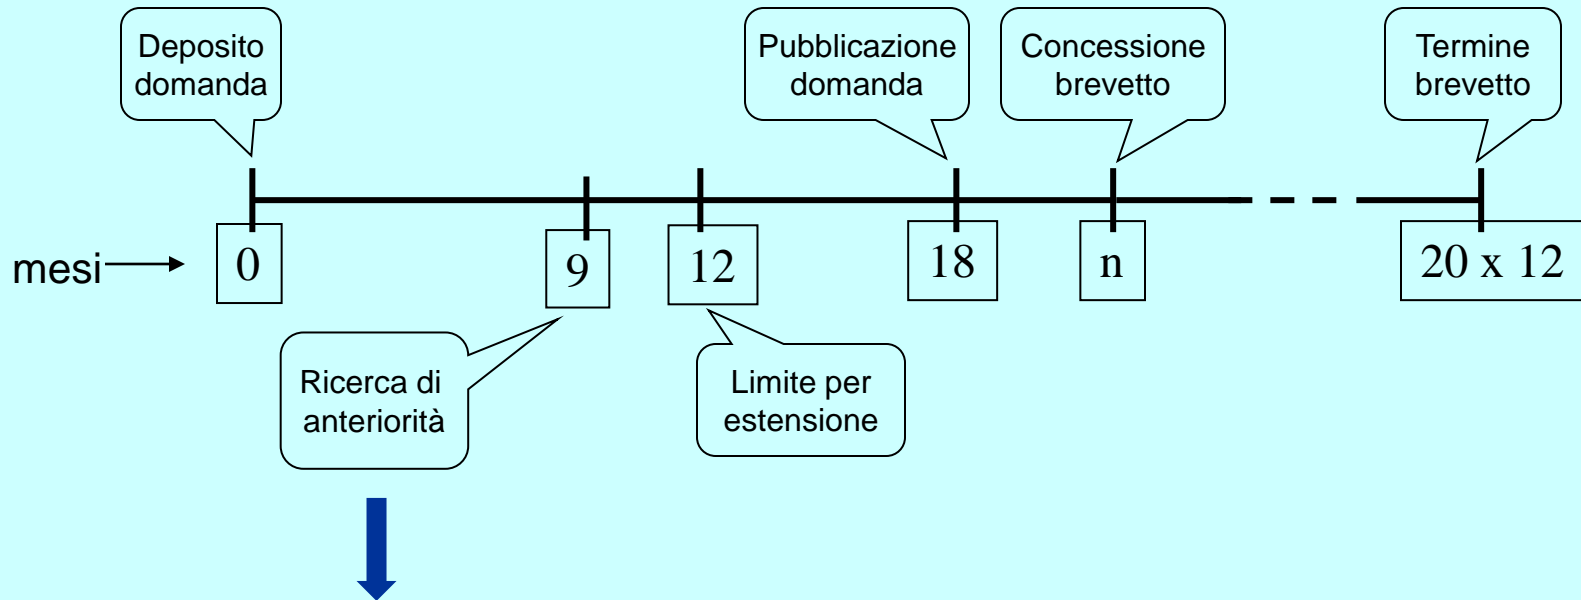 Deposito
domanda
Pubblicazione
domanda
Concessione
brevetto
Termine
brevetto
mesi
0
9
12
18
n
20 x 12
Ricerca di
anteriorità
Limite per
estensione